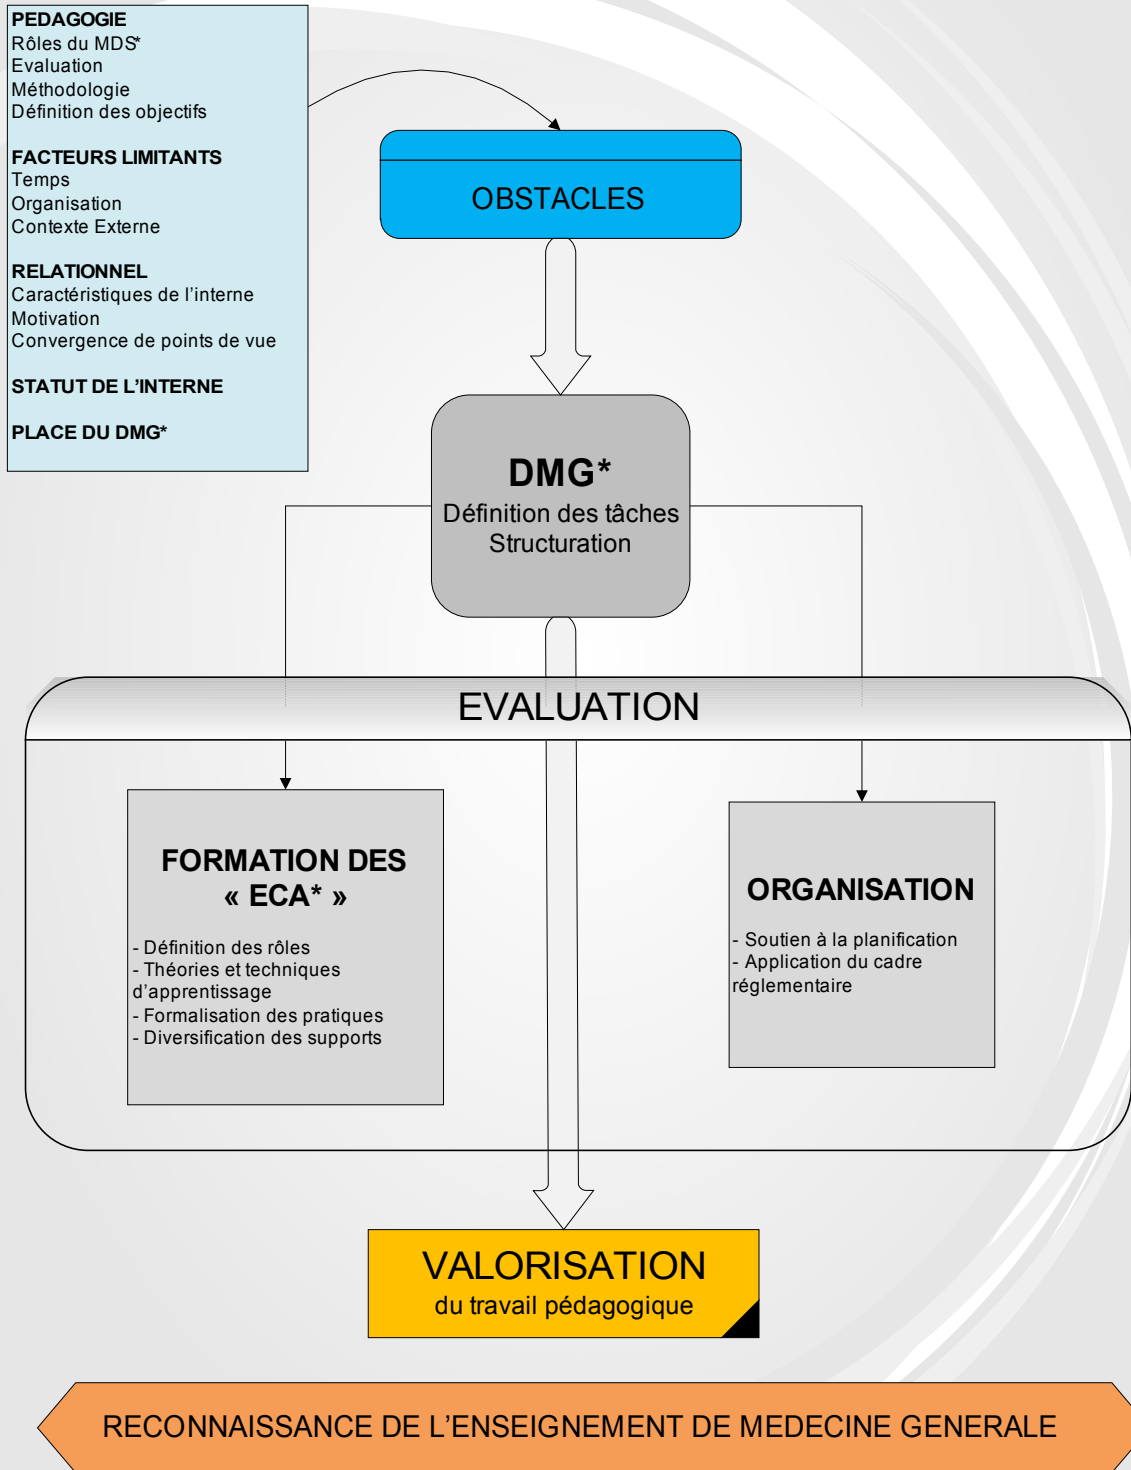 PEDAGOGIE
Rôles du MDS*
Evaluation
Méthodologie
Définition des objectifs
FACTEURS LIMITANTS
Temps
Organisation
Contexte Externe
RELATIONNEL
Caractéristiques de l'interne
Motivation
Convergence de points de vue
STATUT DE L'INTERNE
PLACE DU DMG*
OBSTACLES
DMG*
Définition des tâches
Structuration
EVALUATION
FORMATION DES
« ECA* »
- Définition des rôles
- Théories et techniques
d'apprentissage
- Formalisation des pratiques
- Diversification des supports
ORGANISATION
- Soutien à la planification
- Application du cadre
réglementaire
VALORISATION
du travail pédagogique
RECONNAISSANCE DE L'ENSEIGNEMENT DE MEDECINE GENERALE